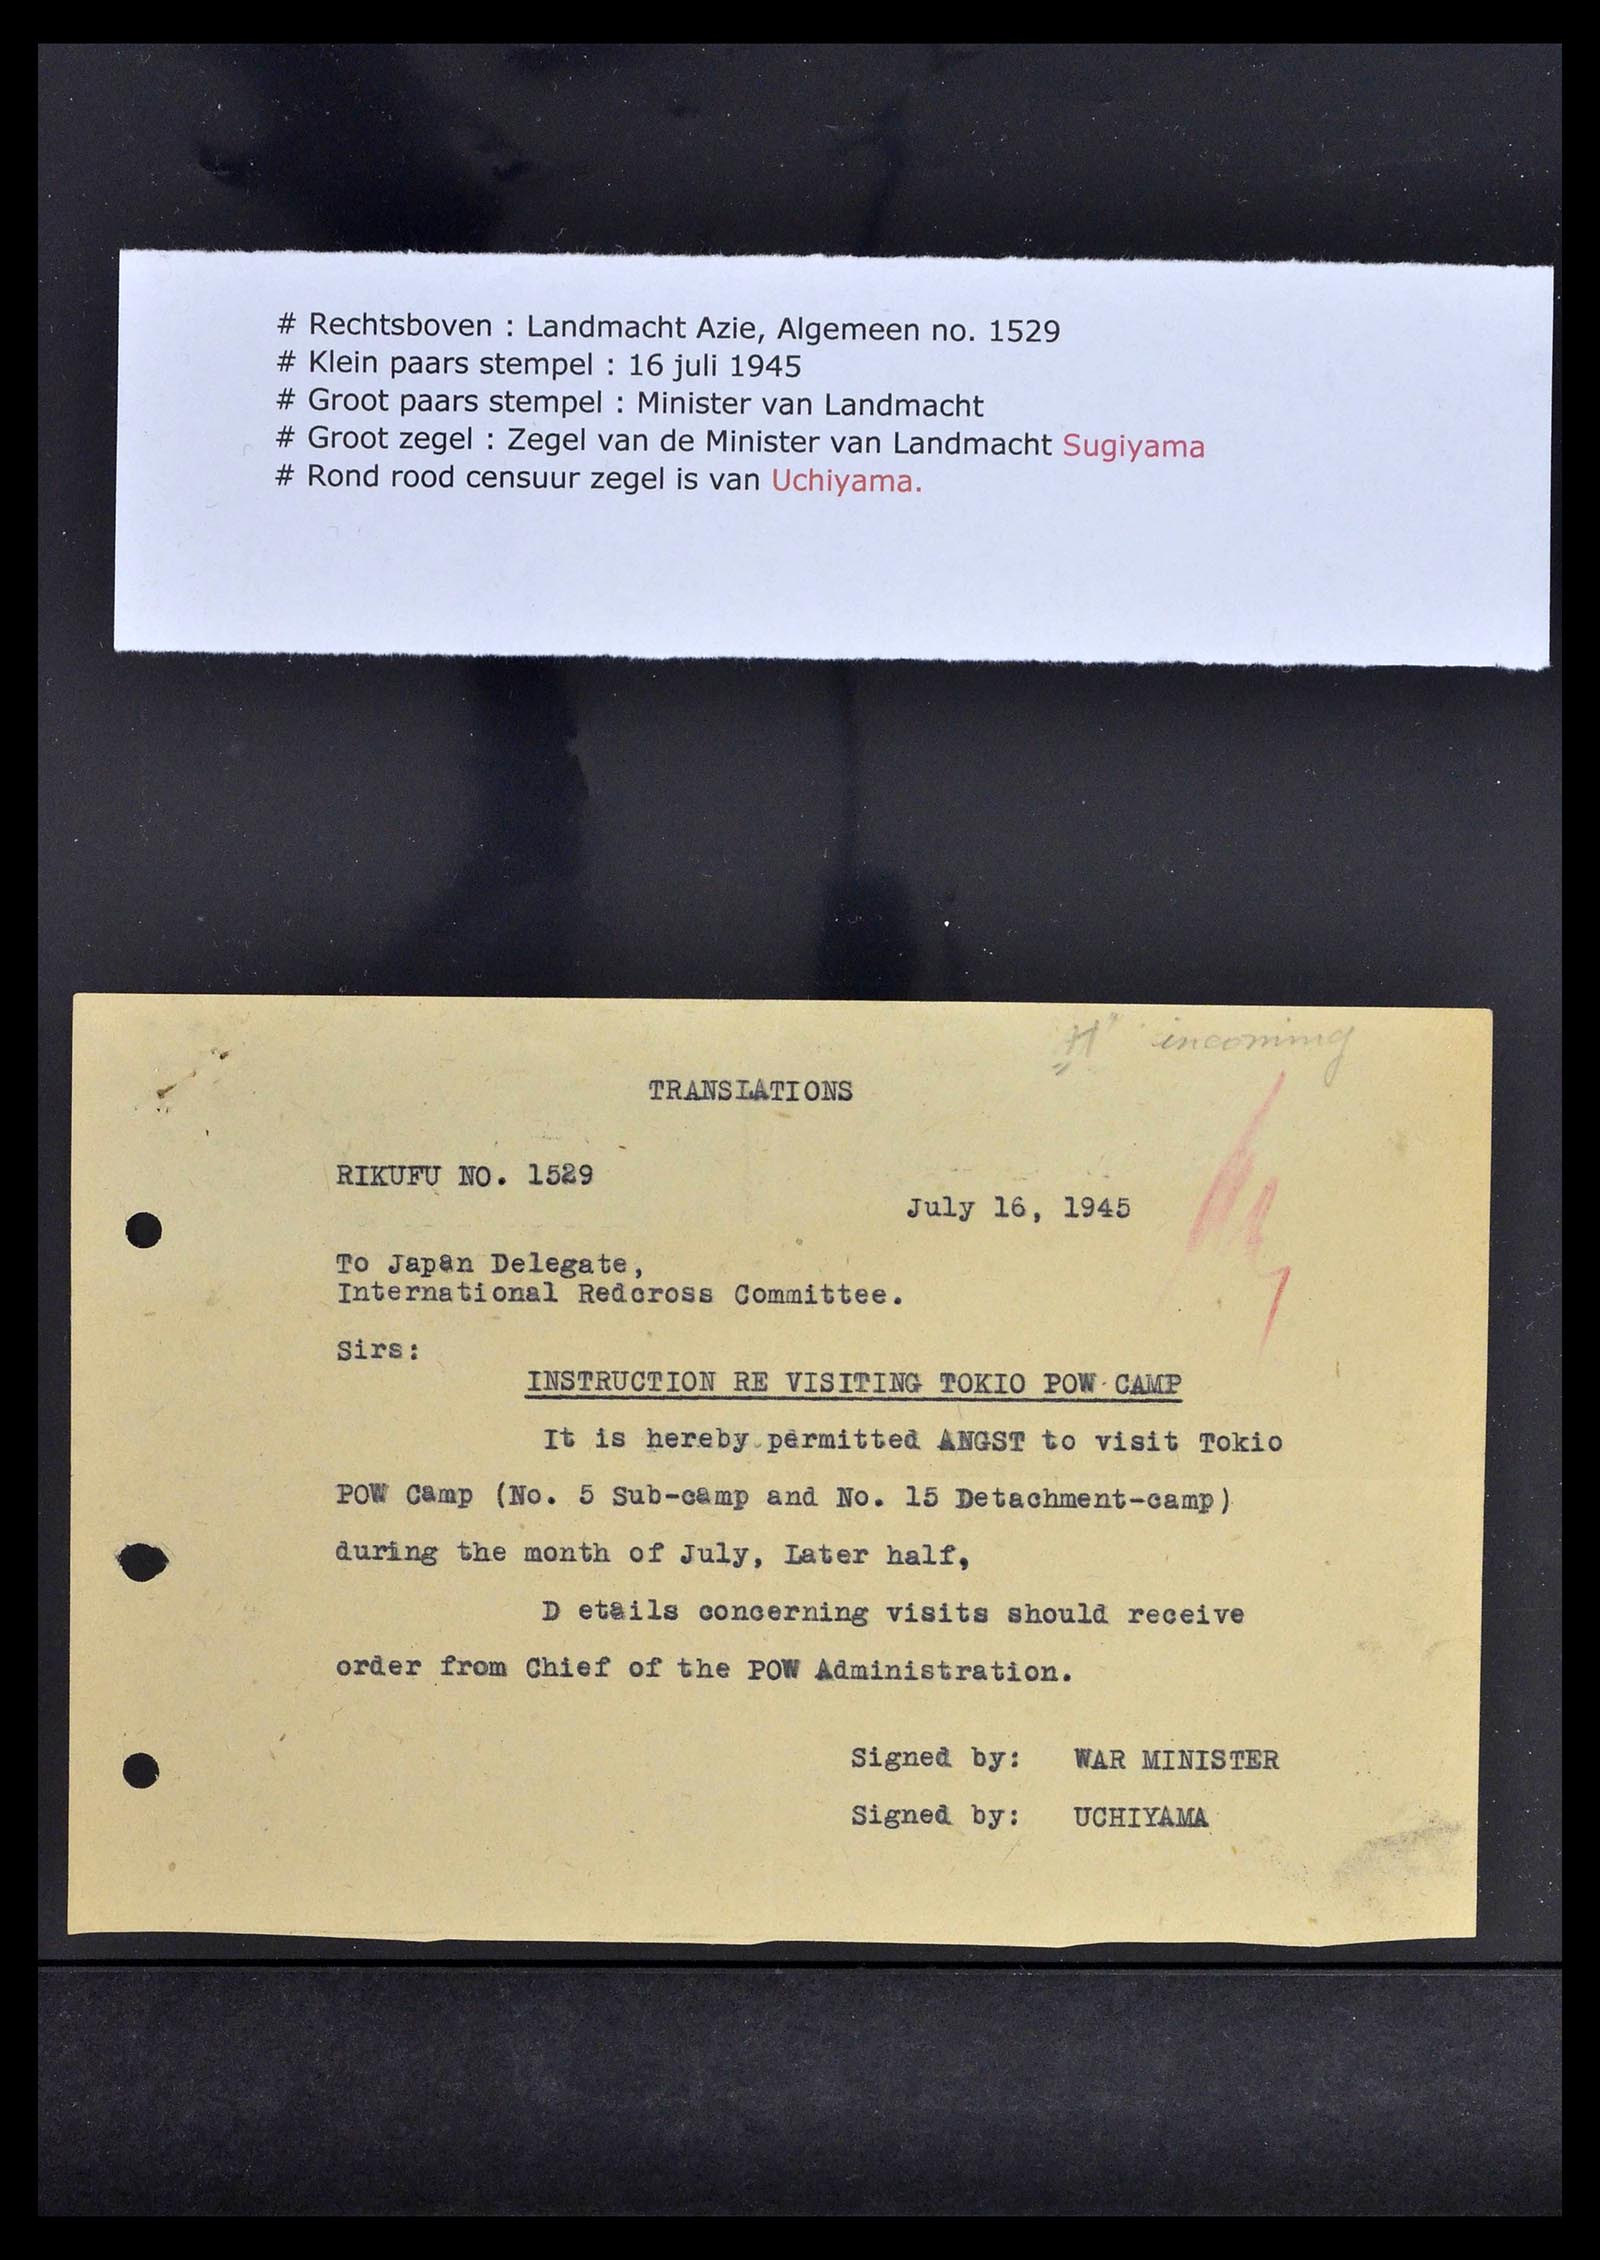 # Rechtsboven : Landmacht Azie, Algemeen no. 1529
# Klein paars stempel : 16 juli 1945
# Groot paars stempel : Minister van Landmacht
# Groot zegel : Zegel van de Minister van Landmacht Sugiyama
# Rond rood censuur zegel is van Uchiyama.
incoming
TRANSLATIONS
RIKUFU NO. 1529
July 16, 1945
To Japan Delegate,
International Redcross Committee.
Sirs:
INSTRUCTION RE VISITING TOKIO POW CAMP
It is hereby permitted ANGST to visit Tokio
POW Camp (No. 5 Sub-camp and No. 15 Detachment-camp)
during the month of July, Later half,
D etails concerning visits should receive
order from Chief of the POW Administration.
Signed by: WAR MINISTER
Signed by: UCHIYAMA